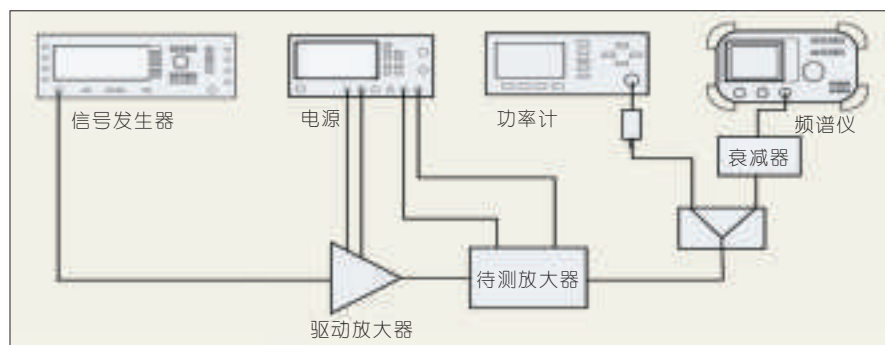 信号发生器
电源
功率计
频谱仪
衰减器
待测放大器
驱动放大器